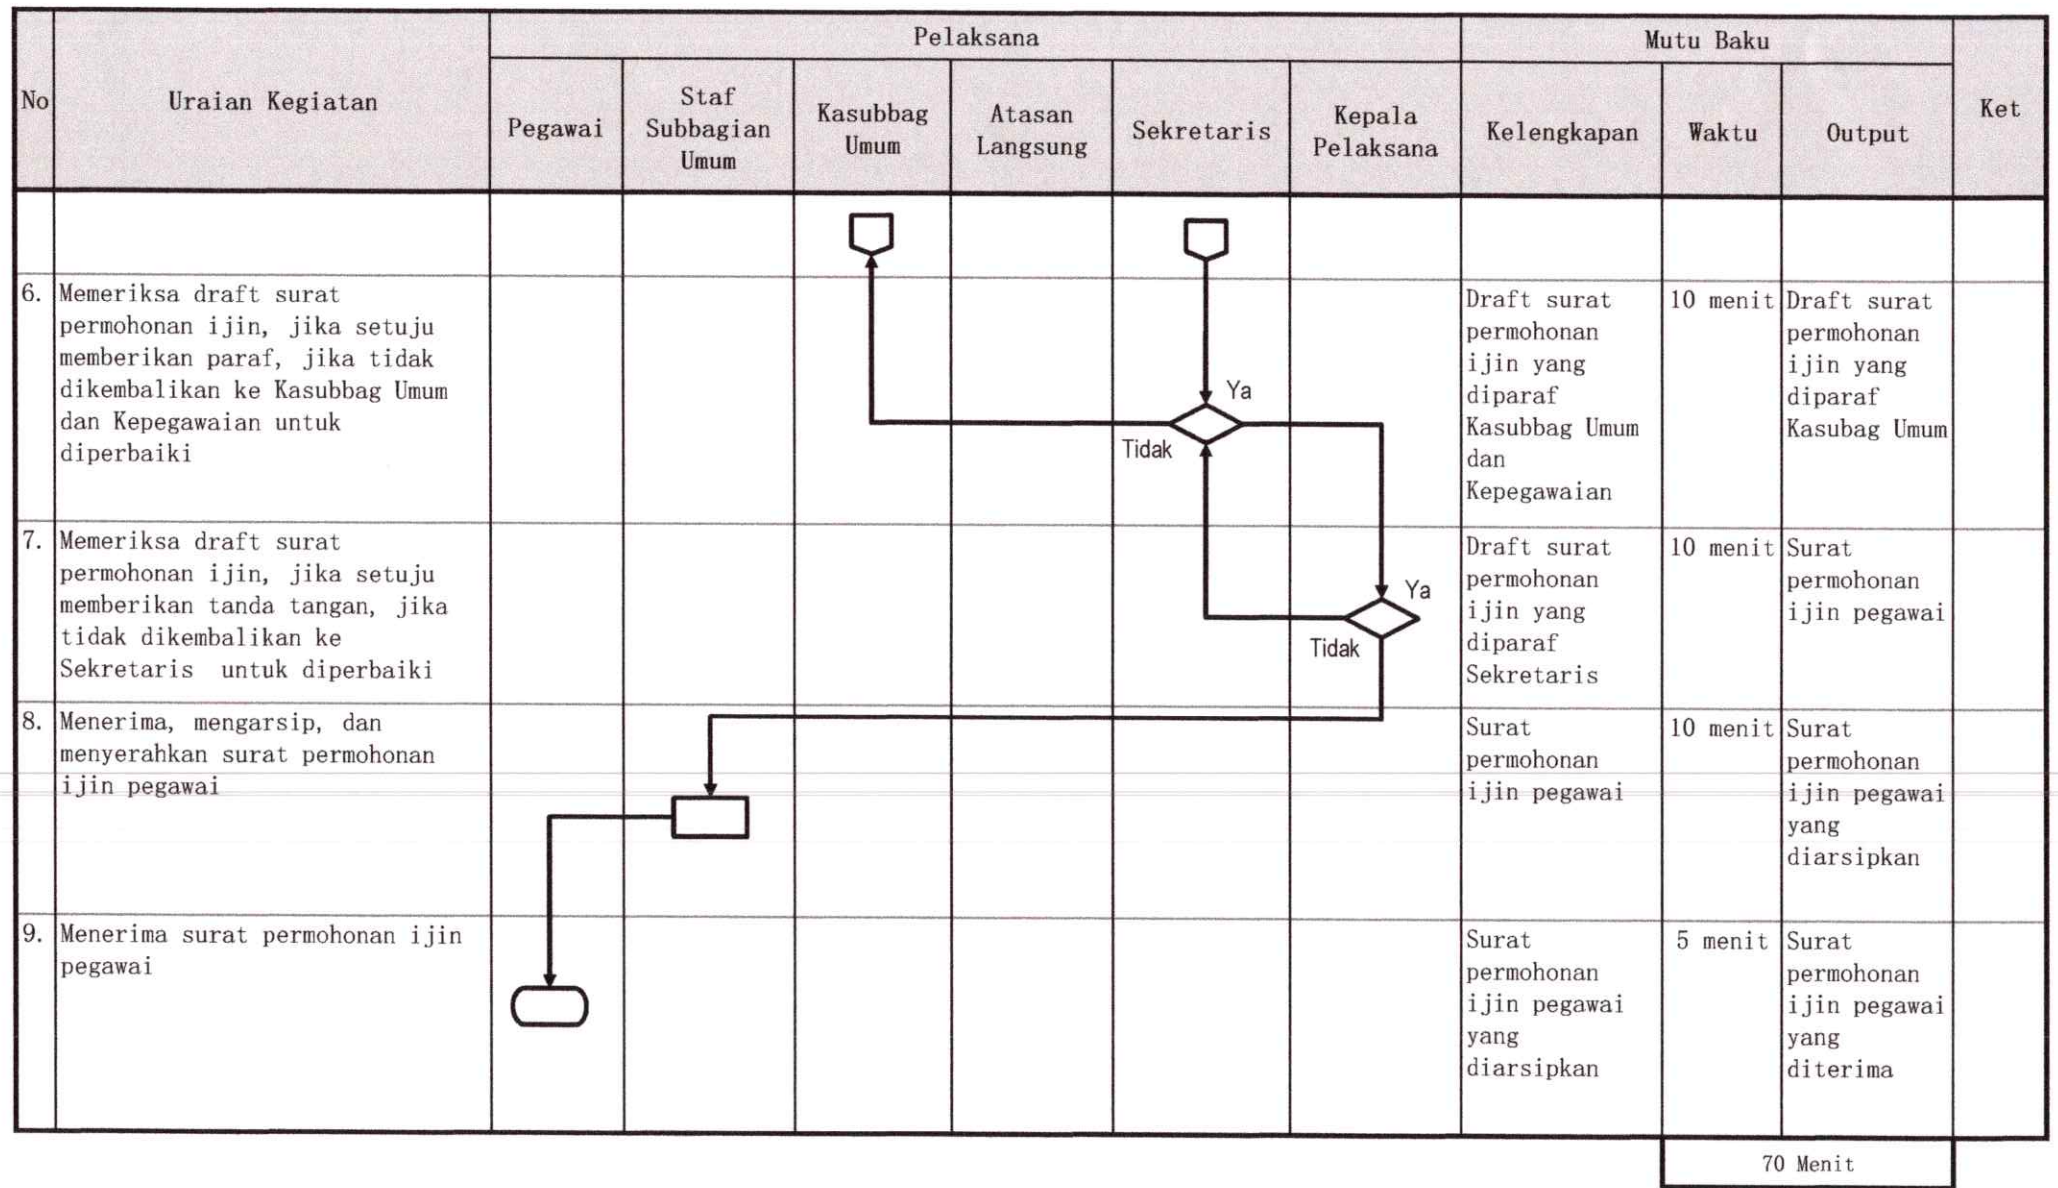 No
Uraian Kegiatan
Pelaksana
Mutu Baku
Ket
Pegawai
Staf
Subbagian
Umum
Kasubbag
Umum
Atasan
Langsung
Sekretaris
Kepala
Pelaksana
Kelengkapan
Waktu
Output
6.
Memeriksa draft surat
permohonan ijin, jika setuju
memberikan paraf, jika tidak
dikembalikan ke Kasubbag Umum
dan Kepegawaian untuk
diperbaiki
Ya
Tidak
Draft surat
permohonan
ijin yang
diparaf
Kasubbag Umum
dan
Kepegawaian
10 menit
Draft surat
permohonan
ijin yang
diparaf
Kasubag Umum
7.
Memeriksa draft surat
permohonan ijin, jika setuju
memberikan tanda tangan, jika
tidak dikembalikan ke
Sekretaris untuk diperbaiki
Ya
Tidak
Draft surat
permohonan
ijin yang
diparaf
Sekretaris
10 menit
Surat
permohonan
ijin pegawai
8.
Menerima, mengarsip, dan
menyerahkan surat permohonan
ijin pegawai
Surat
permohonan
ijin pegawai
10 menit
Surat
permohonan
ijin pegawai
yang
diarsipkan
9.
Menerima surat permohonan ijin
pegawai
Surat
permohonan
ijin pegawai
yang
diarsipkan
5 menit
Surat
permohonan
ijin pegawai
yang
diterima
70 Menit